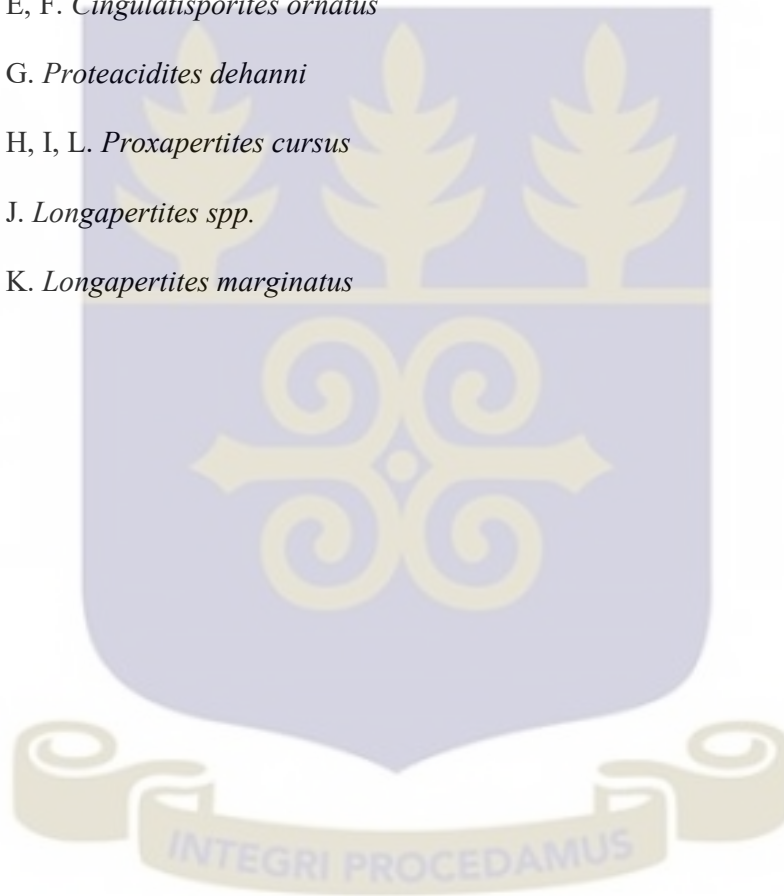 E, F. Cingulatisporites ornatus
G. Proteacidites dehanni
H, I, L. Proxapertites cursus
J. Longapertites spp.
K. Longapertites marginatus
INTEGRI PROCEDAMUS